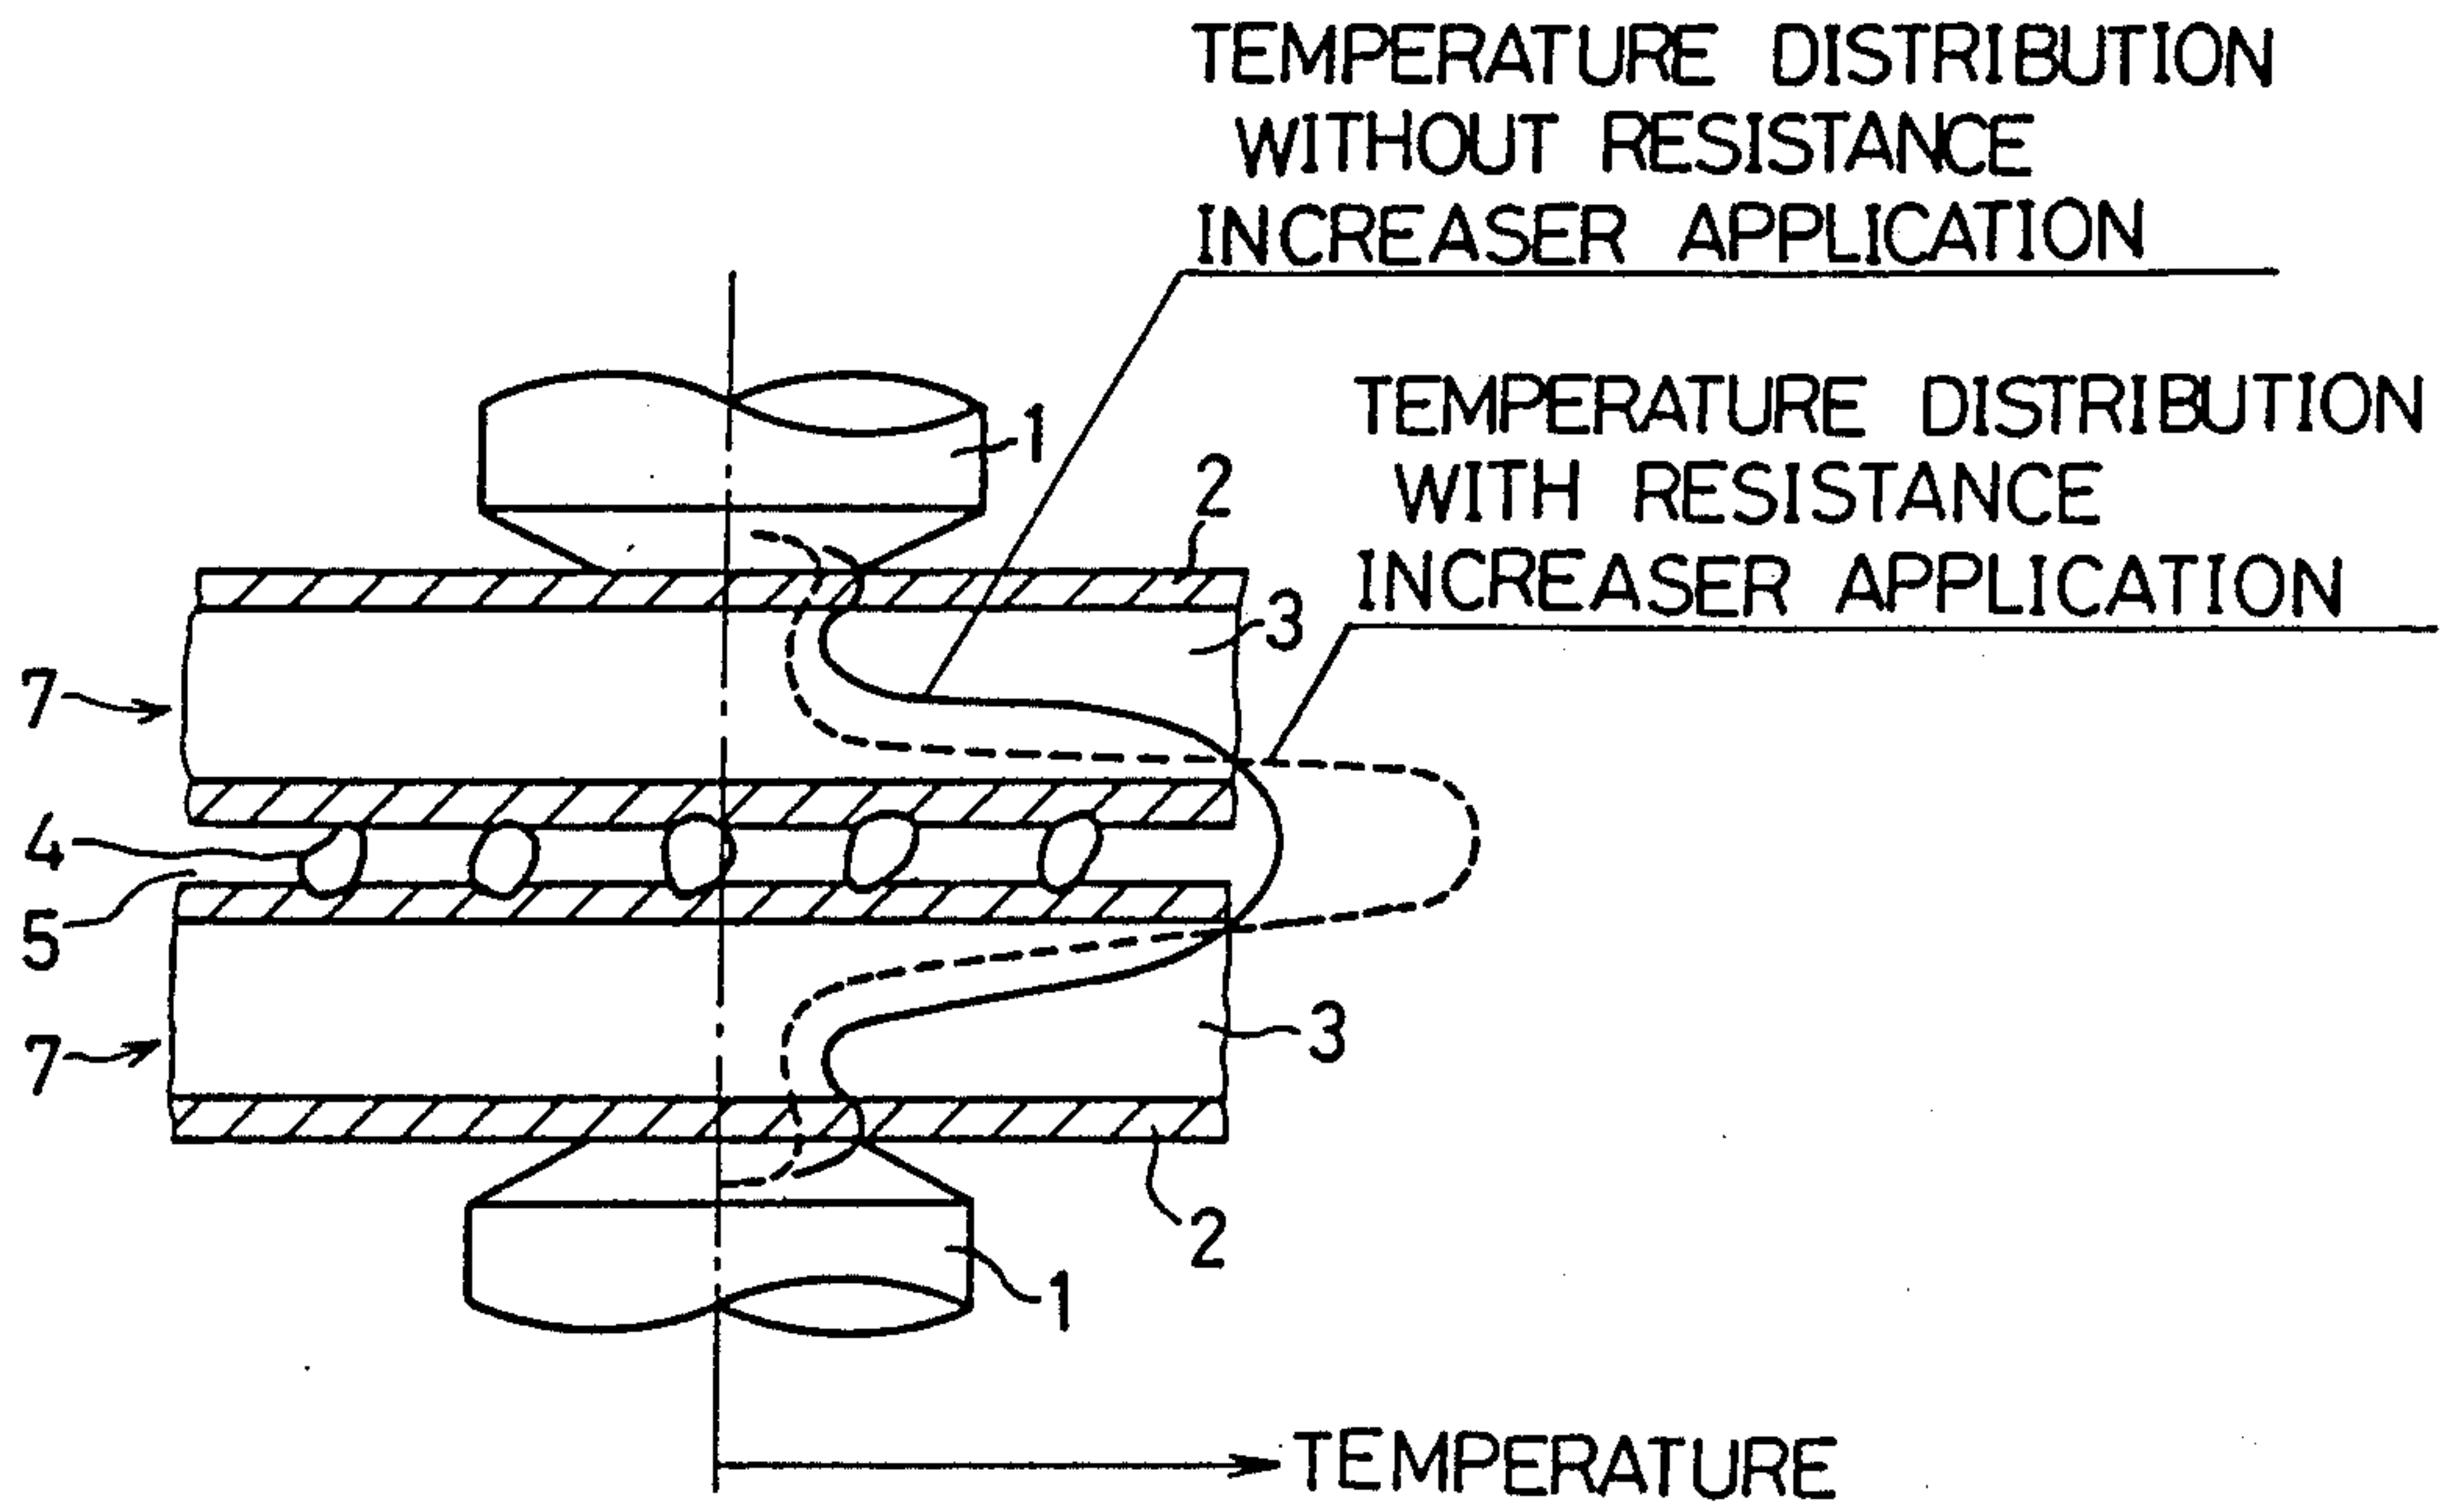 TEMPERATURE DISTRIBUTION
WITHOUT RESISTANCE
INCREASER APPLICATION
TEMPERATURE DISTRIBUTION
WITH RESISTANCE
INCREASER APPLICATION
1
2
3
7
4
5
3
7
2
1
TEMPERATURE